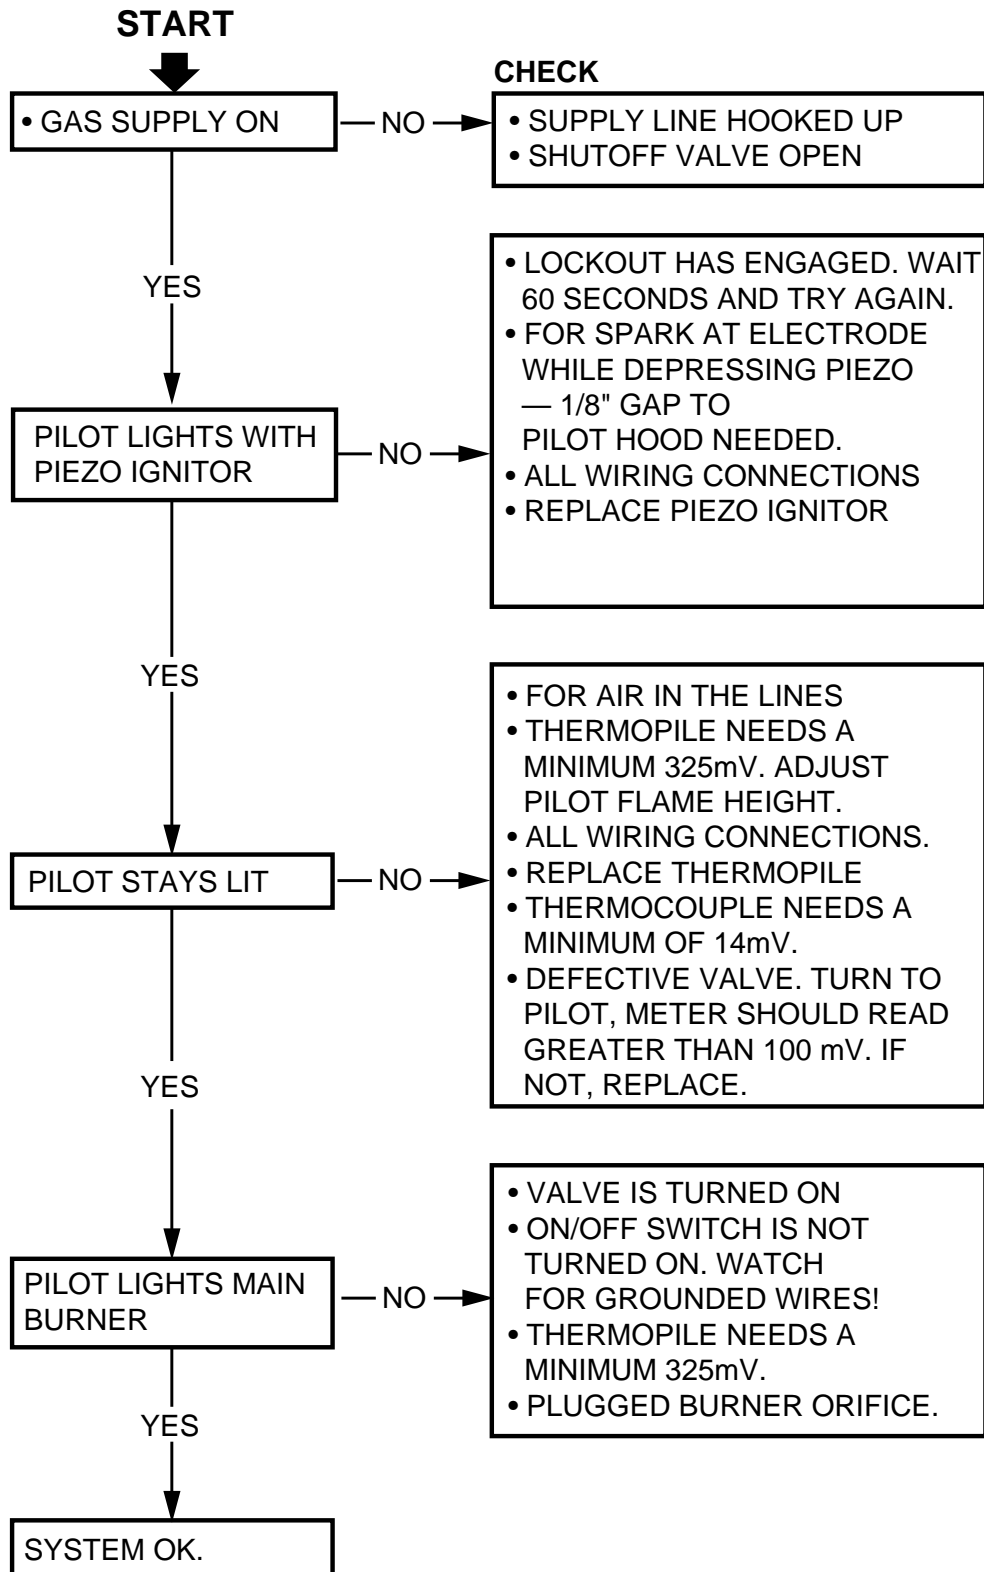 START
CHECK
• GAS SUPPLY ON
NO
• SUPPLY LINE HOOKED UP
• SHUTOFF VALVE OPEN
YES
• LOCKOUT HAS ENGAGED. WAIT
60 SECONDS AND TRY AGAIN.
• FOR SPARK AT ELECTRODE
WHILE DEPRESSING PIEZO
— 1/8" GAP TO
PILOT HOOD NEEDED.
• ALL WIRING CONNECTIONS
• REPLACE PIEZO IGNITOR
PILOT LIGHTS WITH
PIEZO IGNITOR
NO
YES
• FOR AIR IN THE LINES
• THERMOPILE NEEDS A
MINIMUM 325mV. ADJUST
PILOT FLAME HEIGHT.
• ALL WIRING CONNECTIONS.
• REPLACE THERMOPILE
• THERMOCOUPLE NEEDS A
MINIMUM OF 14mV.
• DEFECTIVE VALVE. TURN TO
PILOT, METER SHOULD READ
GREATER THAN 100 mV. IF
NOT, REPLACE.
PILOT STAYS LIT
NO
YES
• VALVE IS TURNED ON
• ON/OFF SWITCH IS NOT
TURNED ON. WATCH
FOR GROUNDED WIRES!
• THERMOPILE NEEDS A
MINIMUM 325mV.
• PLUGGED BURNER ORIFICE.
PILOT LIGHTS MAIN
BURNER
NO
YES
SYSTEM OK.